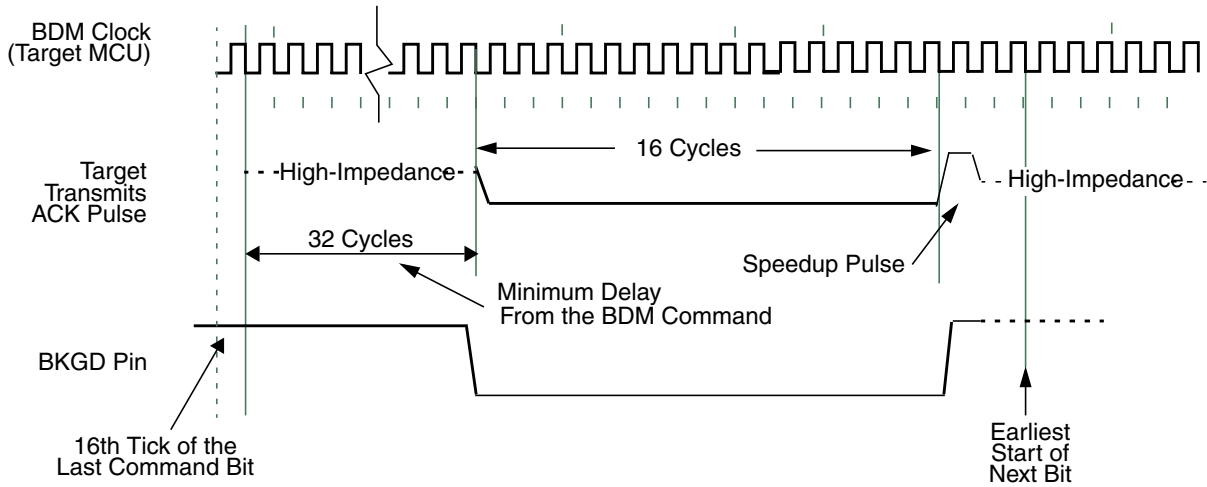 BDM Clock
(Target MCU)
16 Cycles
Target
Transmits
ACK Pulse
High-Impedance
High-Impedance
32 Cycles
Speedup Pulse
Minimum Delay
From the BDM Command
BKGD Pin
16th Tick of the
Last Command Bit
Earliest
Start of
Next Bit